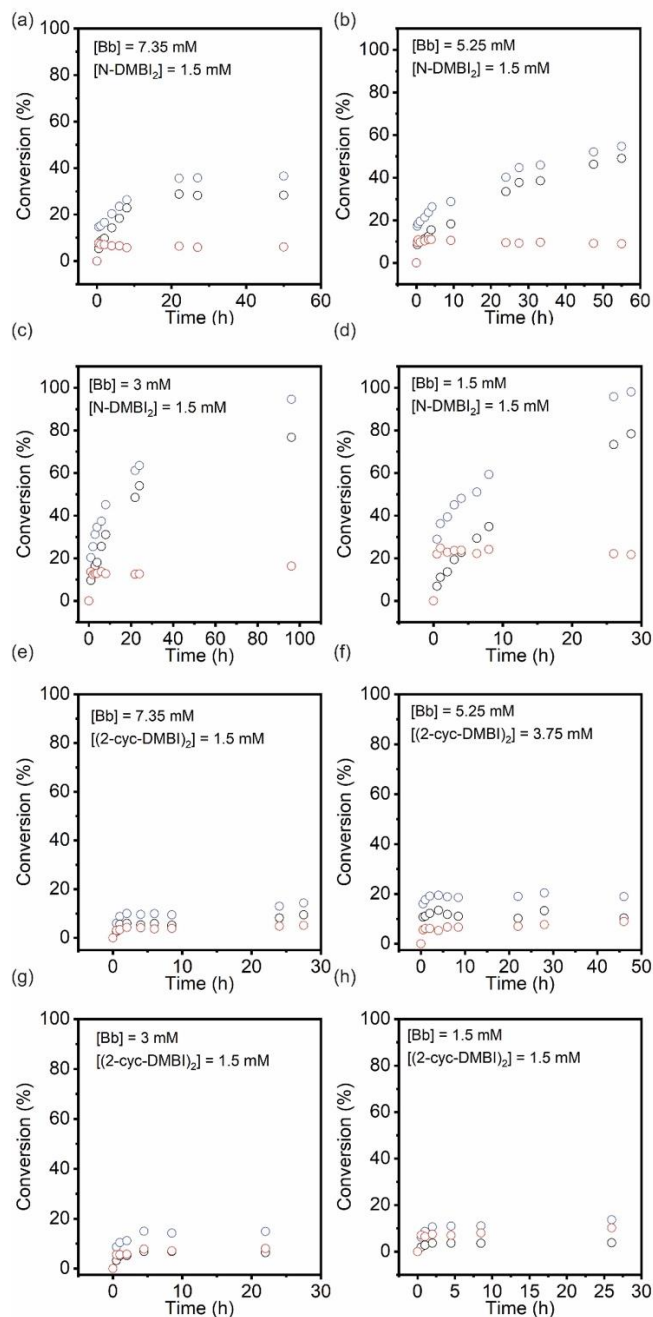 (a)
[Bb] = 7.35 mM
[N-DMBI₂] = 1.5 mM
100
80
60
40
20
0
Conversion (%)
0 20 40 60
Time (h)
(b)
[Bb] = 5.25 mM
[N-DMBI₂] = 1.5 mM
100
80
60
40
20
0
Conversion (%)
0 10 20 30 40 50 60
Time (h)
(c)
[Bb] = 3 mM
[N-DMBI₂] = 1.5 mM
100
80
60
40
20
0
Conversion (%)
0 20 40 60 80 100
Time (h)
(d)
[Bb] = 1.5 mM
[N-DMBI₂] = 1.5 mM
100
80
60
40
20
0
Conversion (%)
0 10 20 30
Time (h)
(e)
[Bb] = 7.35 mM
[(2-cyc-DMBI)₂] = 1.5 mM
100
80
60
40
20
0
Conversion (%)
0 5 10 15 20 25 30
Time (h)
(f)
[Bb] = 5.25 mM
[(2-cyc-DMBI)₂] = 3.75 mM
100
80
60
40
20
0
Conversion (%)
0 10 20 30 40 50
Time (h)
(g)
[Bb] = 3 mM
[(2-cyc-DMBI)₂] = 1.5 mM
100
80
60
40
20
0
Conversion (%)
0 5 10 15 20 25 30
Time (h)
(h)
[Bb] = 1.5 mM
[(2-cyc-DMBI)₂] = 1.5 mM
100
80
60
40
20
0
Conversion (%)
0 5 10 15 20 25 30
Time (h)